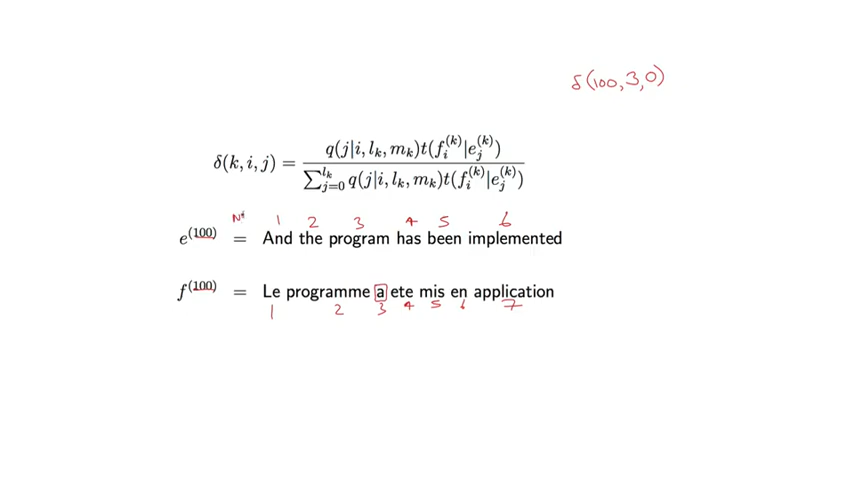 δ(100,3,0)
δ(k, i, j) = q(j|i, l_k, m_k)t(f_i^{(k)}|e_j^{(k)}) / ∑_{j=0}^{l_k} q(j|i, l_k, m_k)t(f_i^{(k)}|e_j^{(k)})
1 2 3 4 5 6
e^{(100)} = And the program has been implemented
f^{(100)} = Le programme a ete mis en application
1 2 3 4 5 6 7